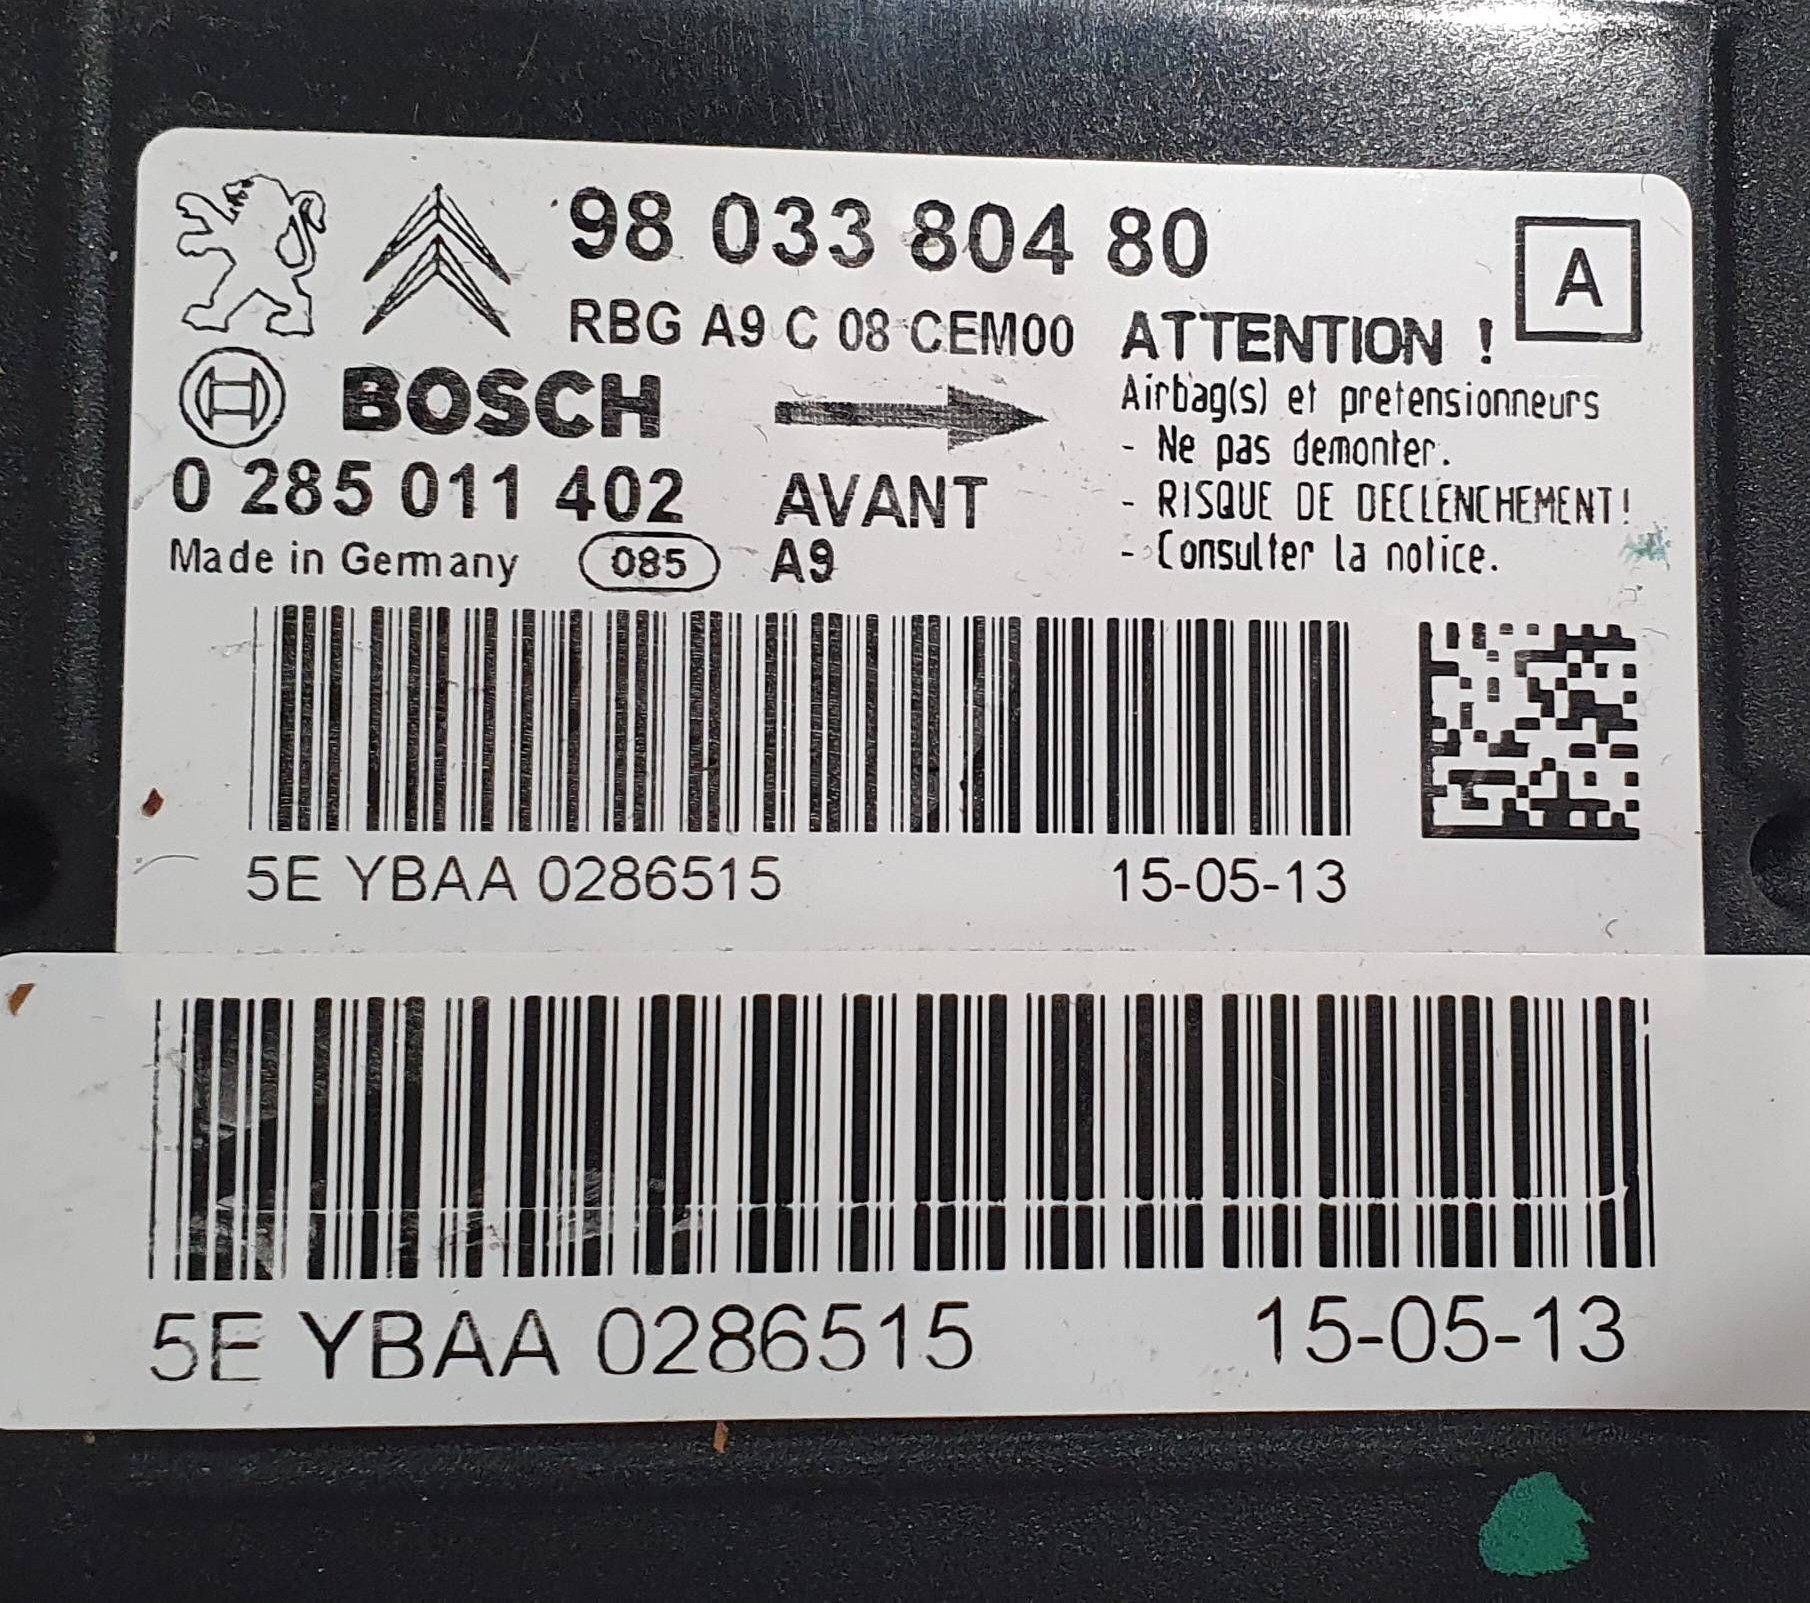 98 033 804 80
A
RBG A9 C 08 CEM00
ATTENTION !
BOSCH
Airbag(s) et pretensionneurs
- Ne pas demonter.
0 285 011 402
AVANT
- RISQUE DE DECLENCHEMENT!
Made in Germany
085
A9
- Consulter la notice.
5E YBAA 0286515
15-05-13
5E YBAA 0286515
15-05-13